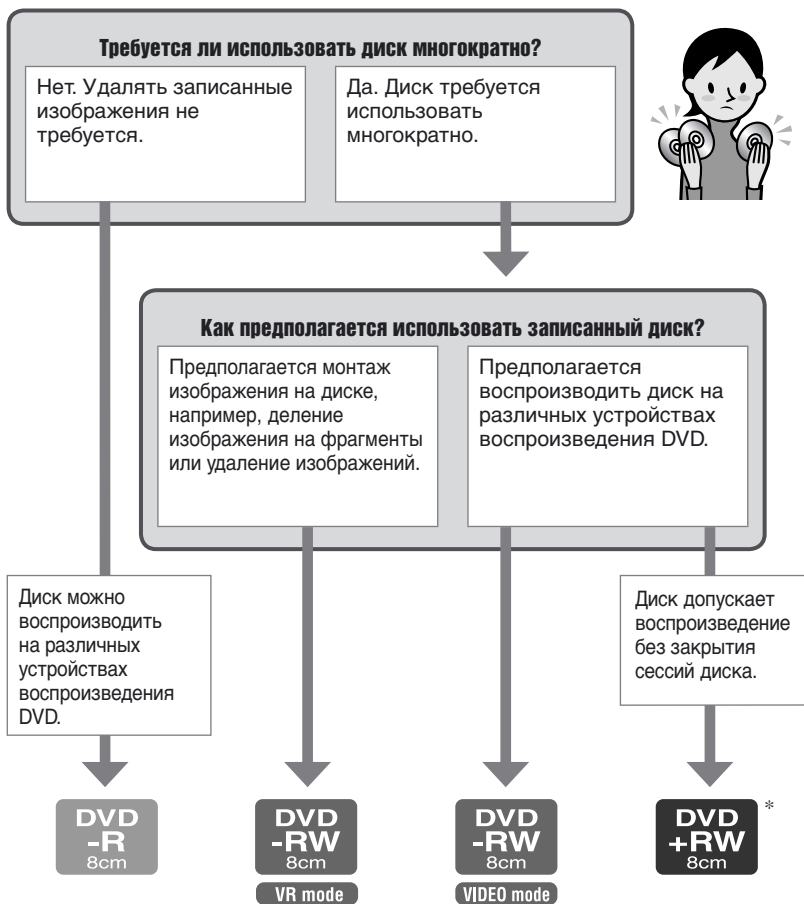 Требуется ли использовать диск многократно?
Нет. Удалять записанные
изображения не
требуется.
Да. Диск требуется
использовать
многократно.
Как предполагается использовать записанный диск?
Предполагается монтаж
изображения на диске,
например, деление
изображения на фрагменты
или удаление изображений.
Предполагается
воспроизводить диск на
различных устройствах
воспроизведения DVD.
Диск можно
воспроизводить
на различных
устройствах
воспроизведения
DVD.
Диск допускает
воспроизведение
без закрытия
сессий диска.
DVD
-R
8cm
DVD
-RW
8cm
VR mode
DVD
-RW
8cm
VIDEO mode
DVD
+RW
8cm
*